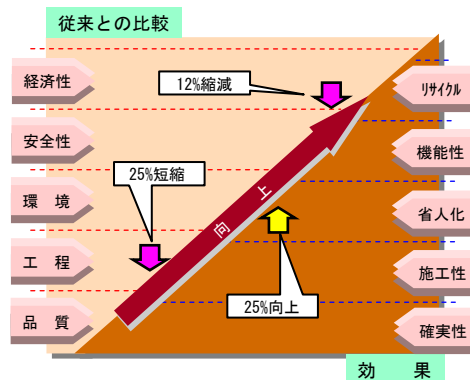 従来との比較
経済性
安全性
環 境
工 程
品 質
12%縮減
25%短縮
向 上
25%向上
リサイクル
機能性
省人化
施工性
確実性
効 果